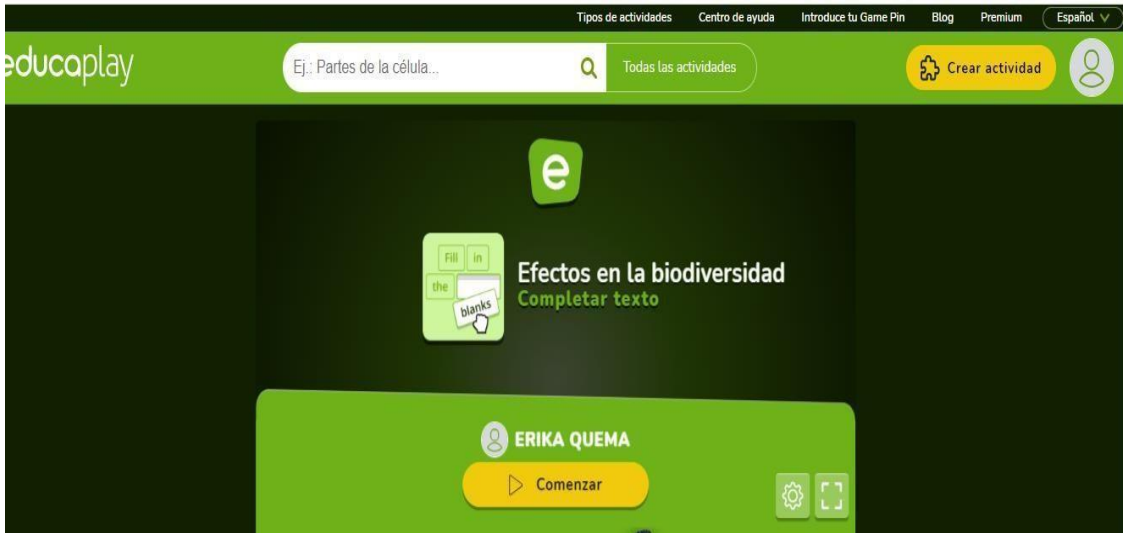 Tipos de actividades Centro de ayuda Introduce tu Game Pin Blog Premium Español
educaplay Ej.: Partes de la célula... Todas las actividades Crear actividad
e
Fill in
the
blanks
Efectos en la biodiversidad
Completar texto
ERIKA QUEMA
Comenzar